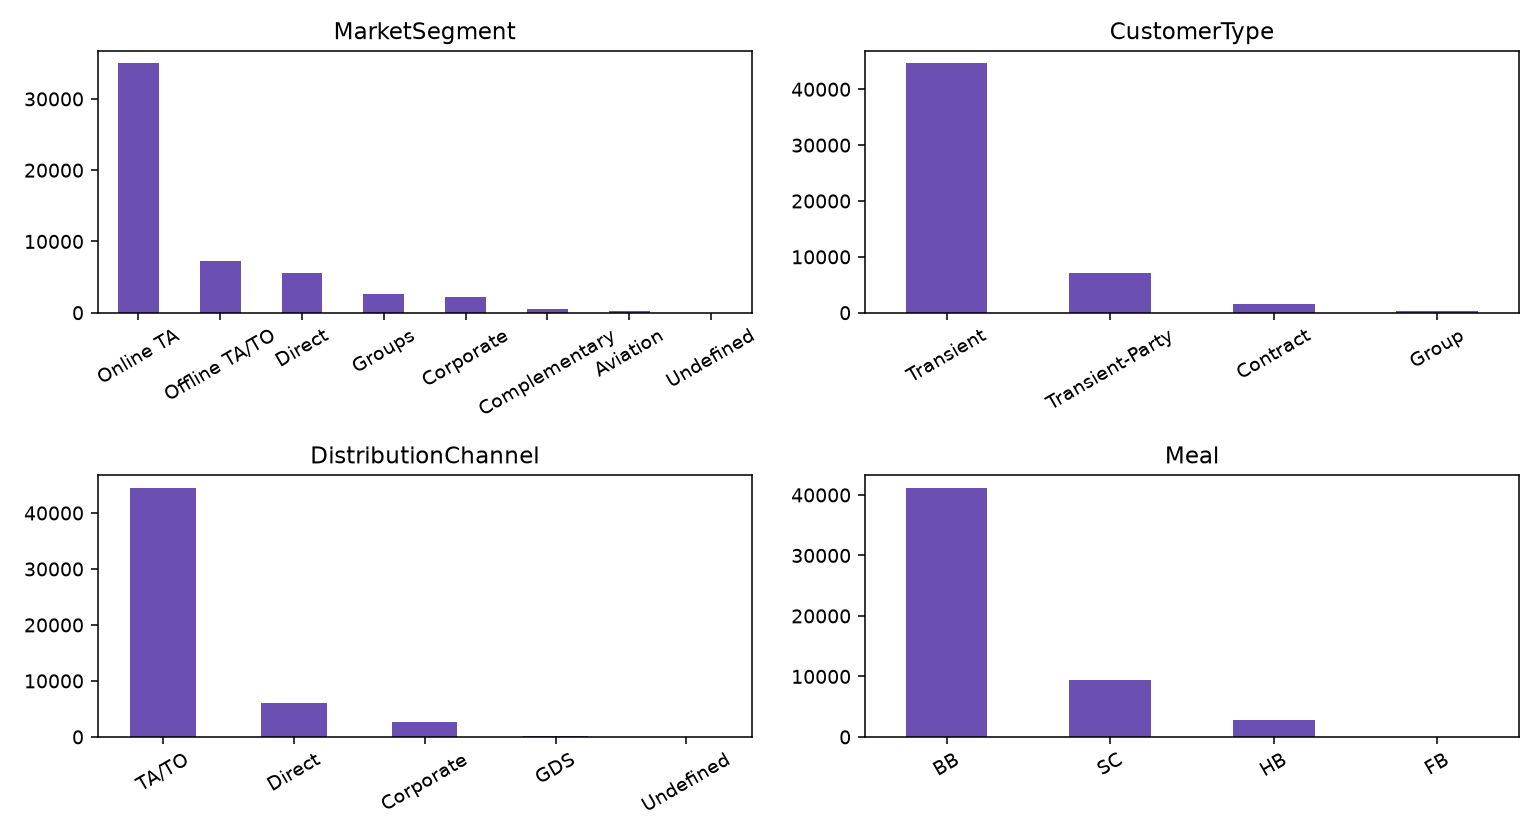 MarketSegment
30000
20000
10000
0
Online TA
Offline TA/TO
Direct
Groups
Corporate
Complementary
Aviation
Undefined
CustomerType
40000
30000
20000
10000
0
Transient
Transient-Party
Contract
Group
DistributionChannel
40000
30000
20000
10000
0
TA/TO
Direct
Corporate
GDS
Undefined
Meal
40000
30000
20000
10000
0
BB
SC
HB
FB